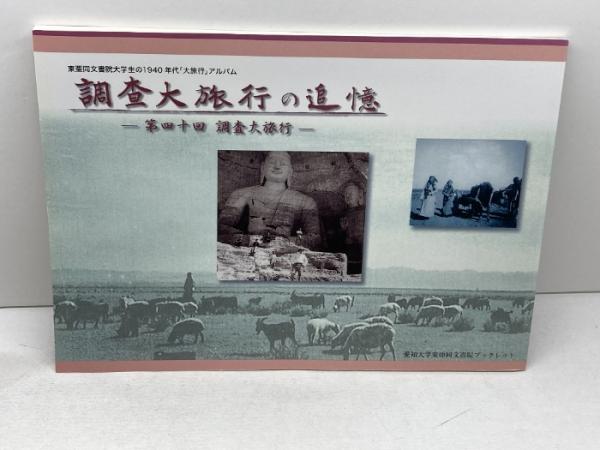 東亜同文書院大学生の1940年代「大旅行」アルバム
調査大旅行の追憶
― 第四十回 調査大旅行 ―
愛知大学東亜同文書院ブックレット